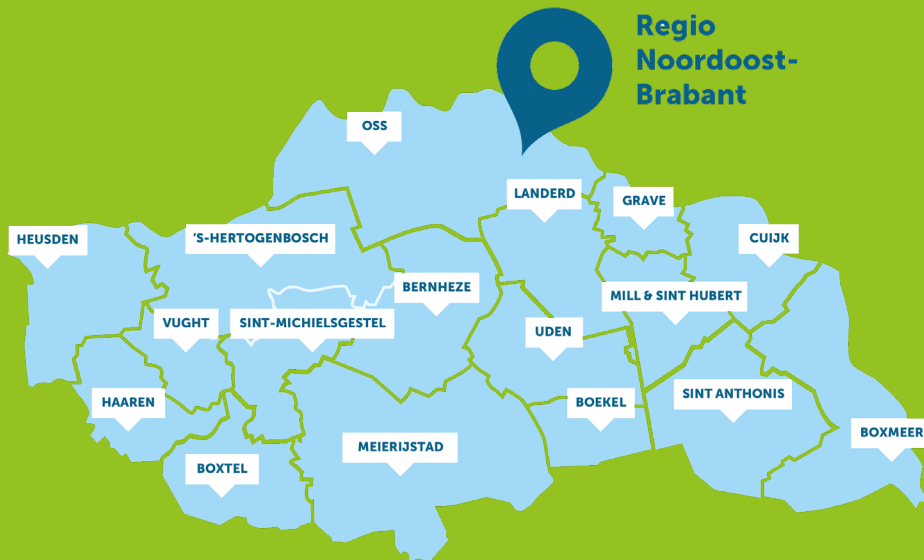 Regio
Noordoost-
Brabant
OSS
LANDERD
GRAVE
HEUSDEN
'S-HERTOGENBOSCH
CUIJK
BERNHEZE
MILL & SINT HUBERT
VUGHT
SINT-MICHIELSGESTEL
UDEN
HAAREN
BOEKEL
SINT ANTHONIS
BOXMEER
MEIERIJSTAD
BOXTEL